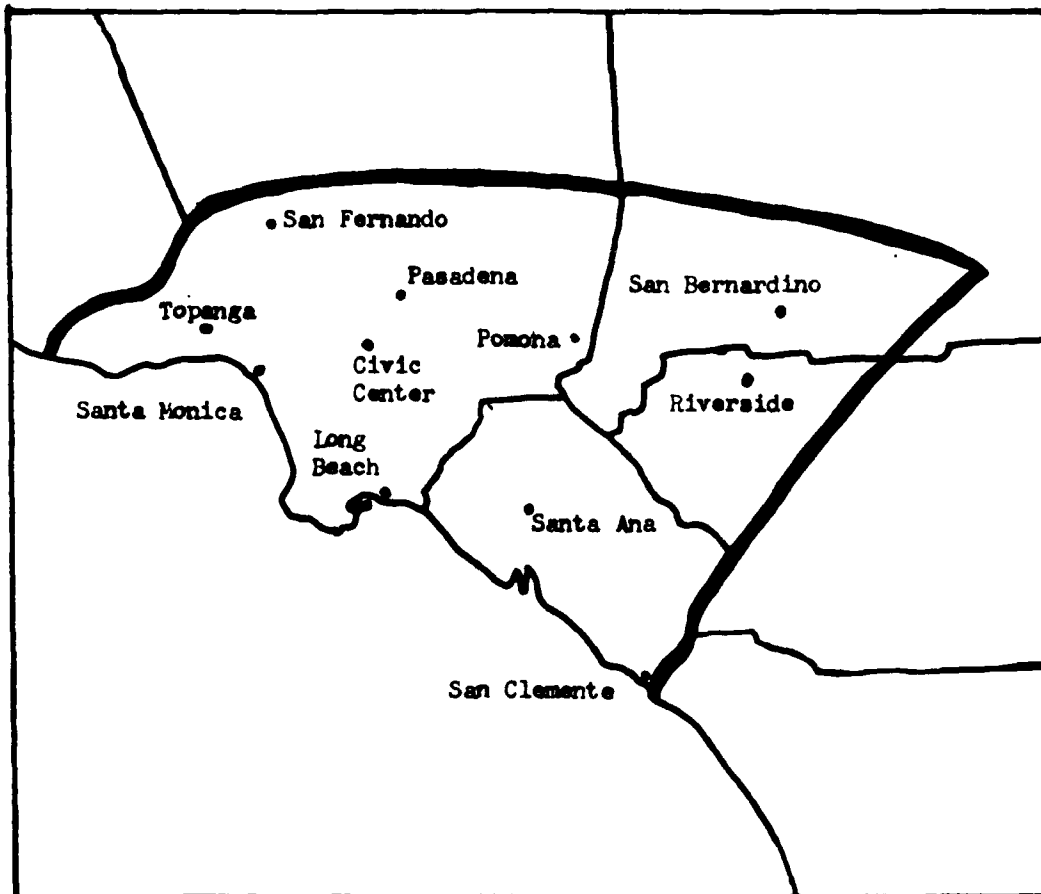 San Fernando
Pasadena
San Bernardino
Topanga
Pomona
Civic
Center
Santa Monica
Riverside
Long
Beach
Santa Ana
San Clemente